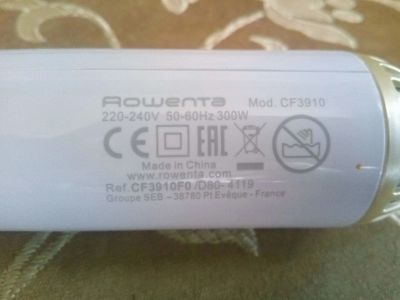 Rowenta Mod. CF3910
220-240V 50-60Hz 300W
CE EAC
Made in China
www.rowenta.com
Ref.CF3910F0 /D80- 4119
Groupe SEB –38780 Pt Evêque - France